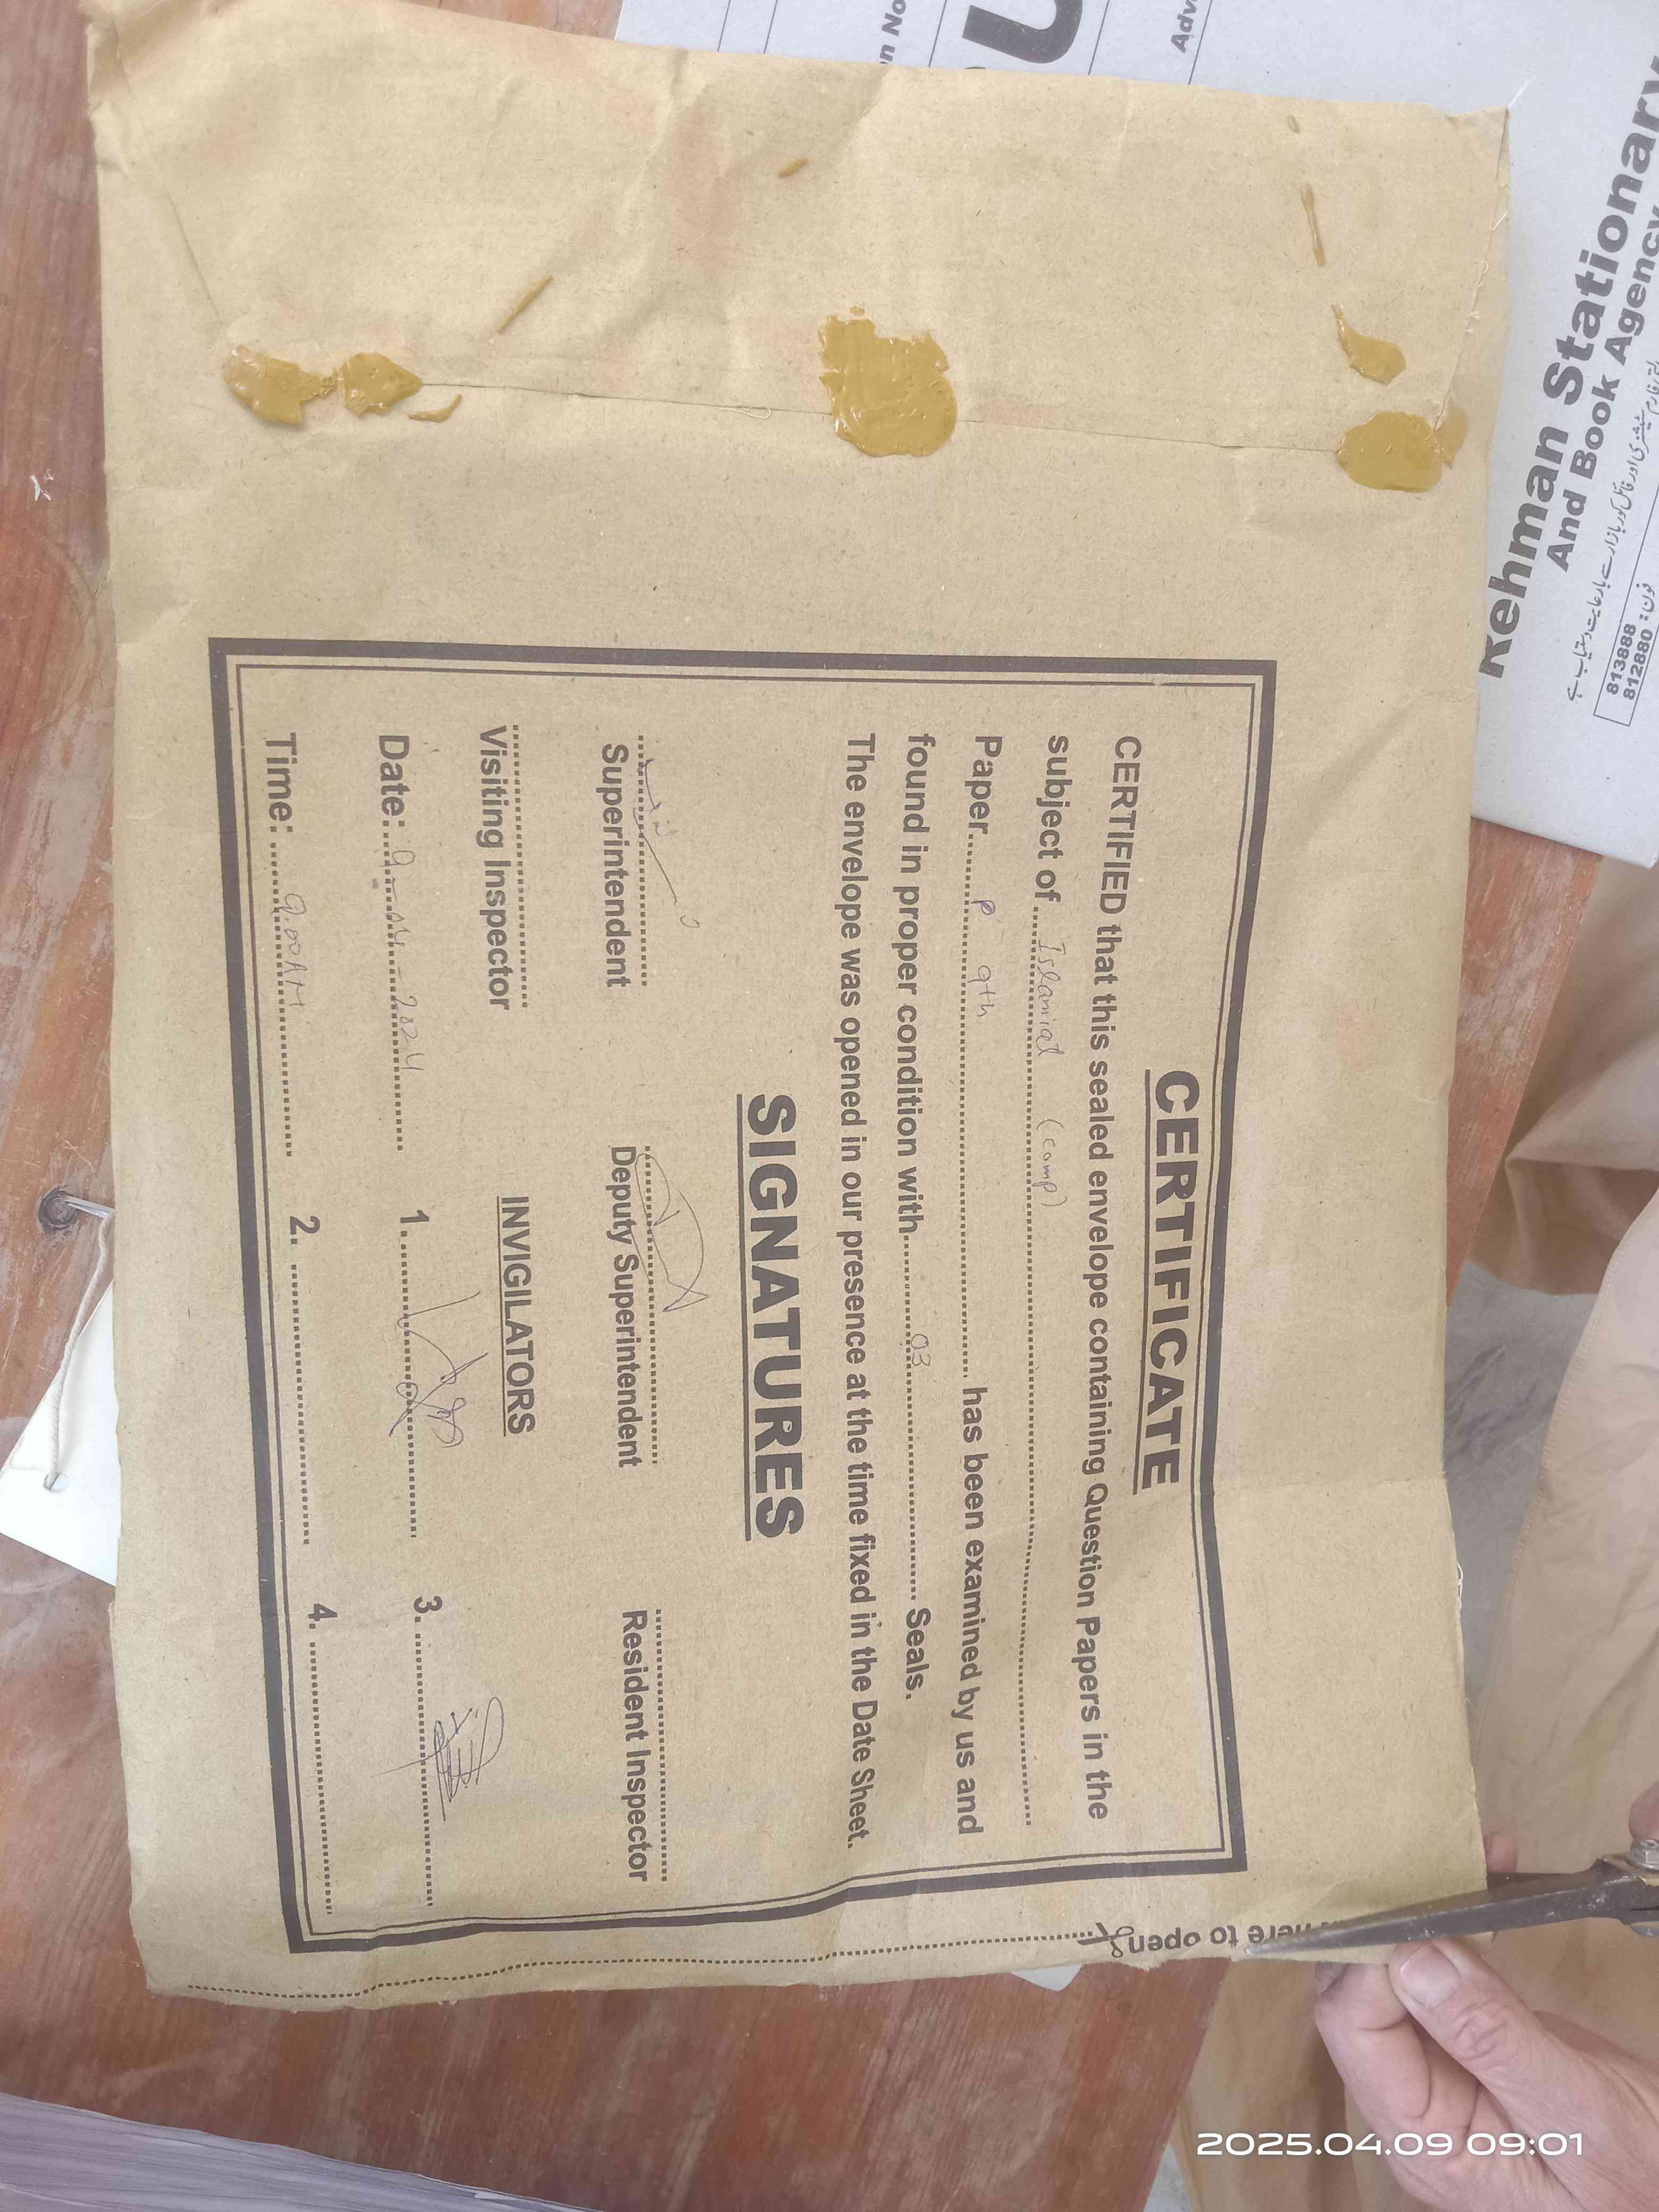 CERTIFICATE
CERTIFIED that this sealed envelope containing Question Papers in the
subject of Islamiat (comp)
Paper P 9th has been examined by us and
found in proper condition with 03 Seals.
The envelope was opened in our presence at the time fixed in the Date Sheet.
SIGNATURES
Superintendent
Deputy Superintendent
Resident Inspector
Visiting Inspector
INVIGILATORS
Date: 9-04-2024
1.
3.
Time: 9:00AM
2.
4.
here to open
n No
U
Adv
Rehman Stationary
And Book Agency
813888
812880 : فون
2025.04.09 09:01